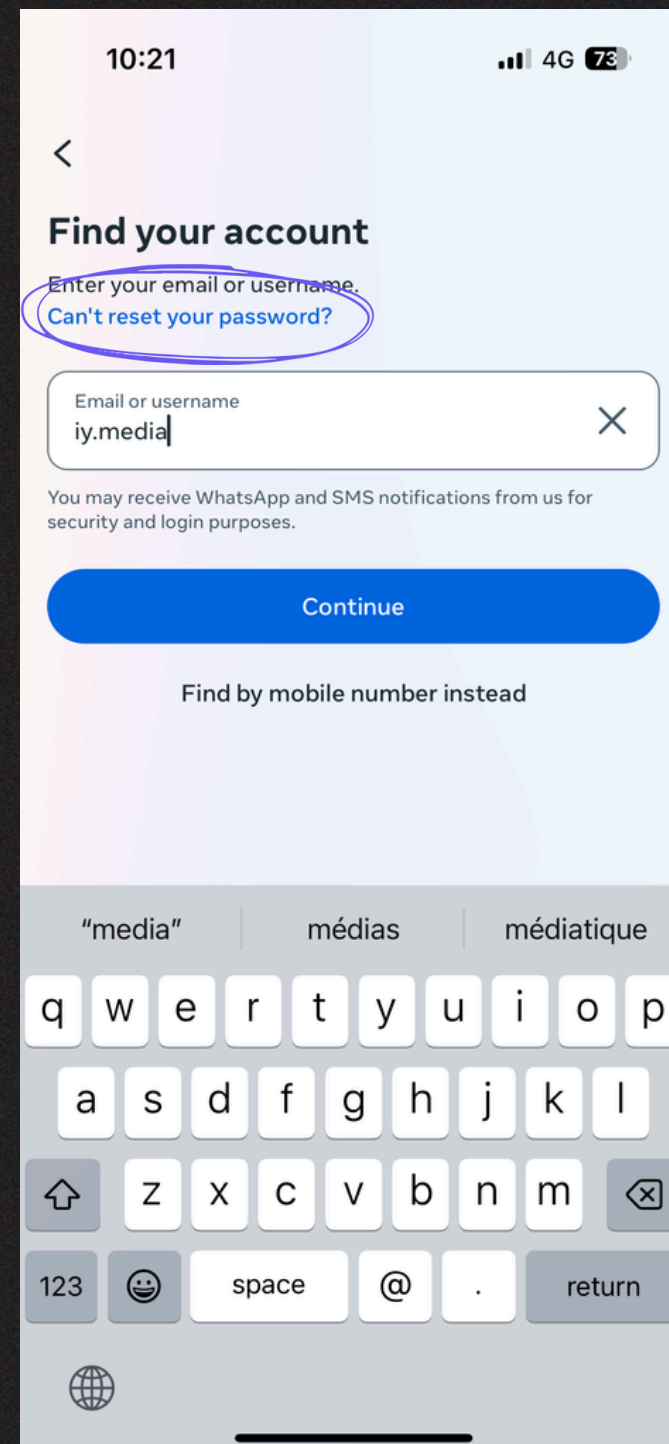 10:21
4G 73
Find your account
Enter your email or username.
Can't reset your password?
Email or username
iy.media
You may receive WhatsApp and SMS notifications from us for
security and login purposes.
Continue
Find by mobile number instead
“media” médias médiatique
q w e r t y u i o p
a s d f g h j k l
z x c v b n m
123 space @ . return